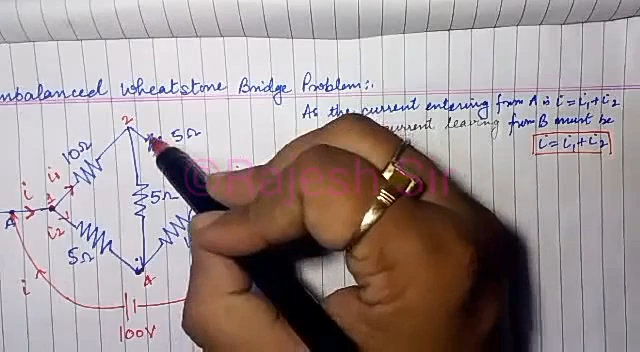 nbalanced Wheatstone Bridge Problem:.
As the current entering from A is i = i1 + i2
current leaving from B must be
i = i1 + i2
2
5Ω
10Ω
i1
@Rajesh Sir
i
1
5Ω
A
i2
5Ω
i
4
100V